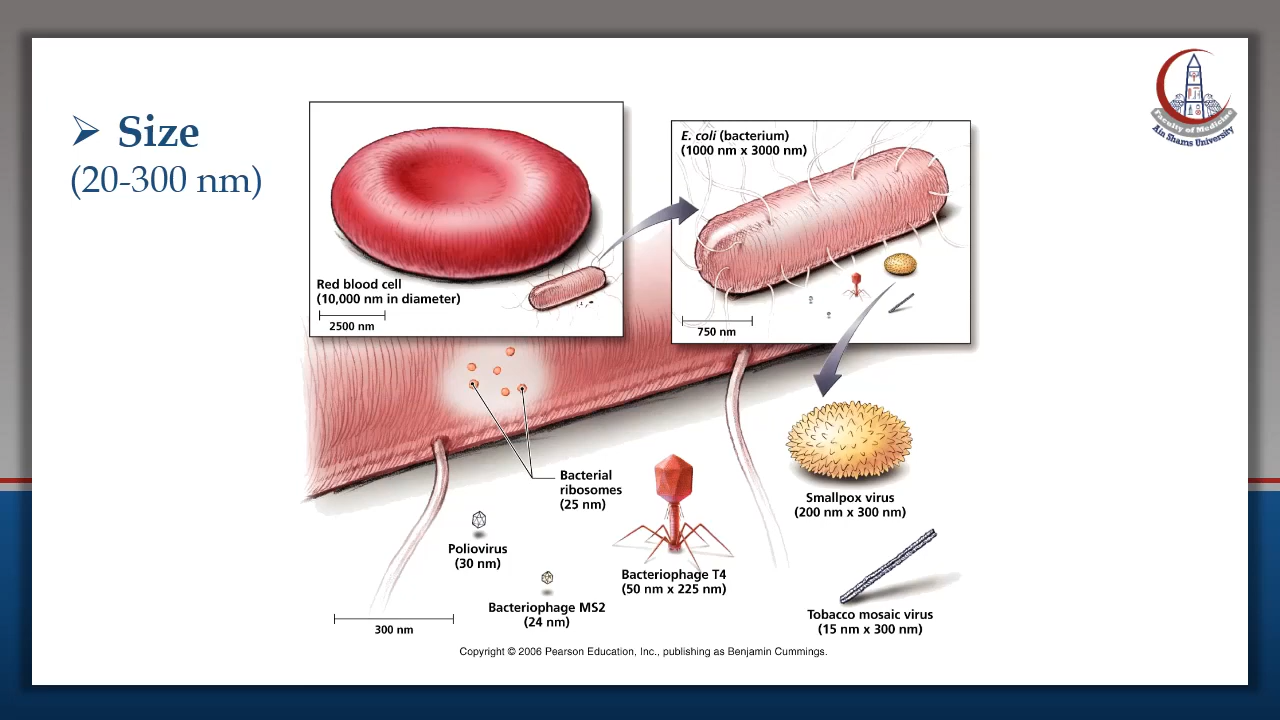 ➢ Size
(20-300 nm)
Red blood cell
(10,000 nm in diameter)
2500 nm
E. coli (bacterium)
(1000 nm x 3000 nm)
750 nm
Faculty of Medicine
Ain Shams University
Bacterial
ribosomes
(25 nm)
Smallpox virus
(200 nm x 300 nm)
Poliovirus
(30 nm)
Bacteriophage T4
(50 nm x 225 nm)
Bacteriophage MS2
(24 nm)
Tobacco mosaic virus
(15 nm x 300 nm)
300 nm
Copyright © 2006 Pearson Education, Inc., publishing as Benjamin Cummings.